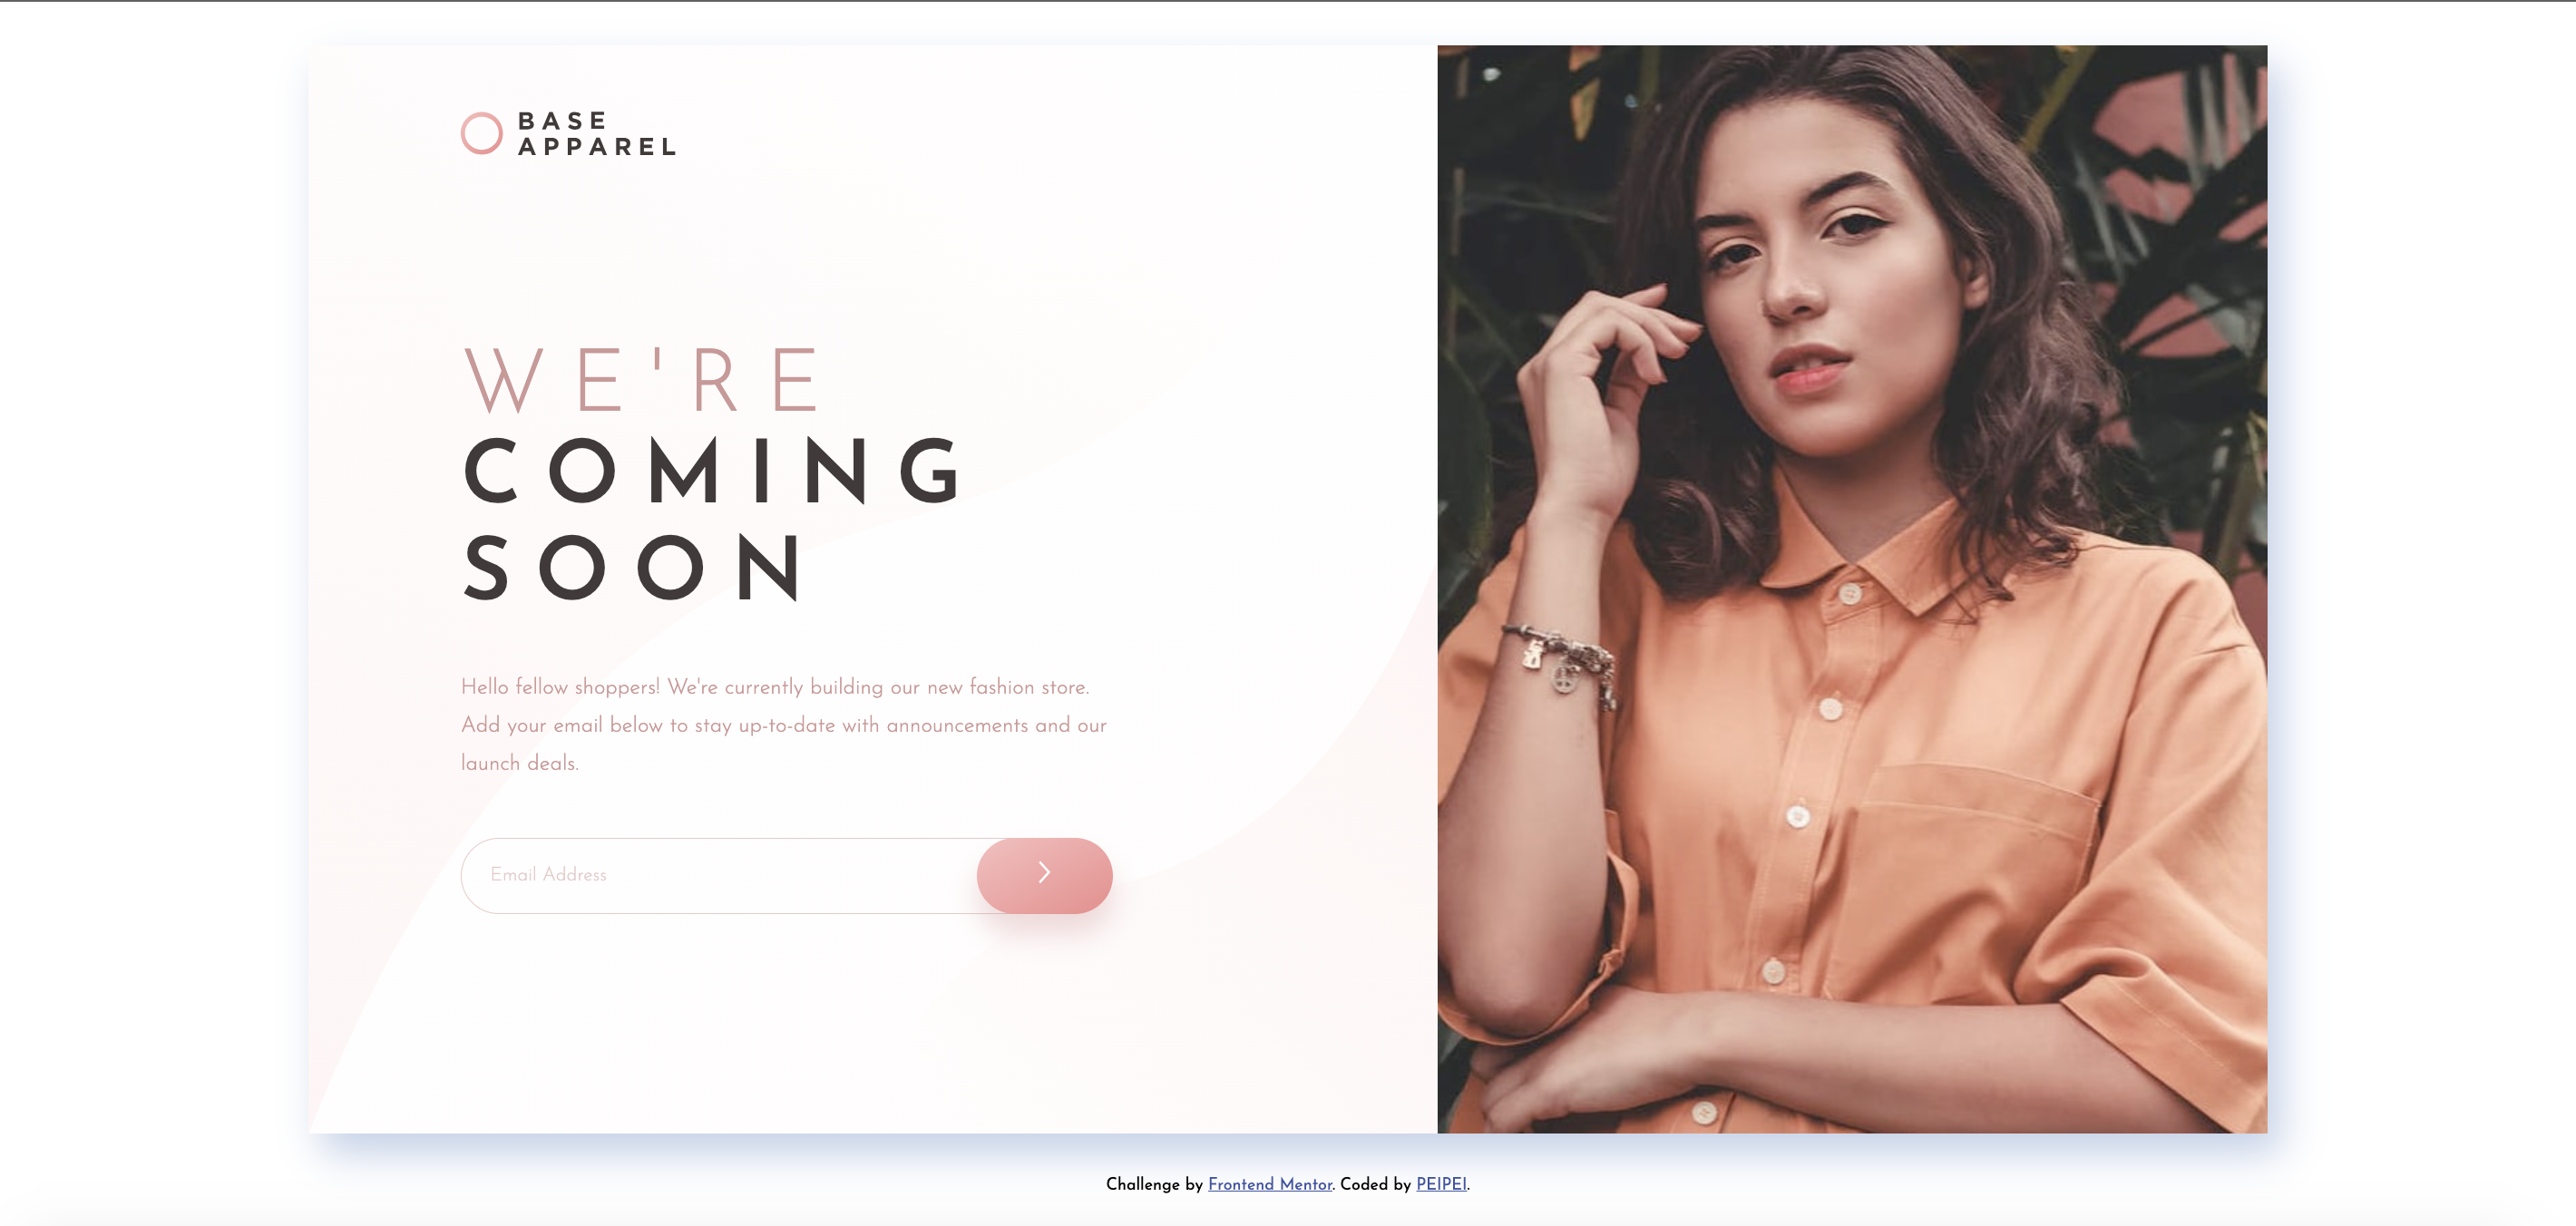 BASE
APPAREL
WE'RE
COMING
SOON
Hello fellow shoppers! We're currently building our new fashion store.
Add your email below to stay up-to-date with announcements and our
launch deals.
Email Address
Challenge by Frontend Mentor. Coded by PEIPEI.